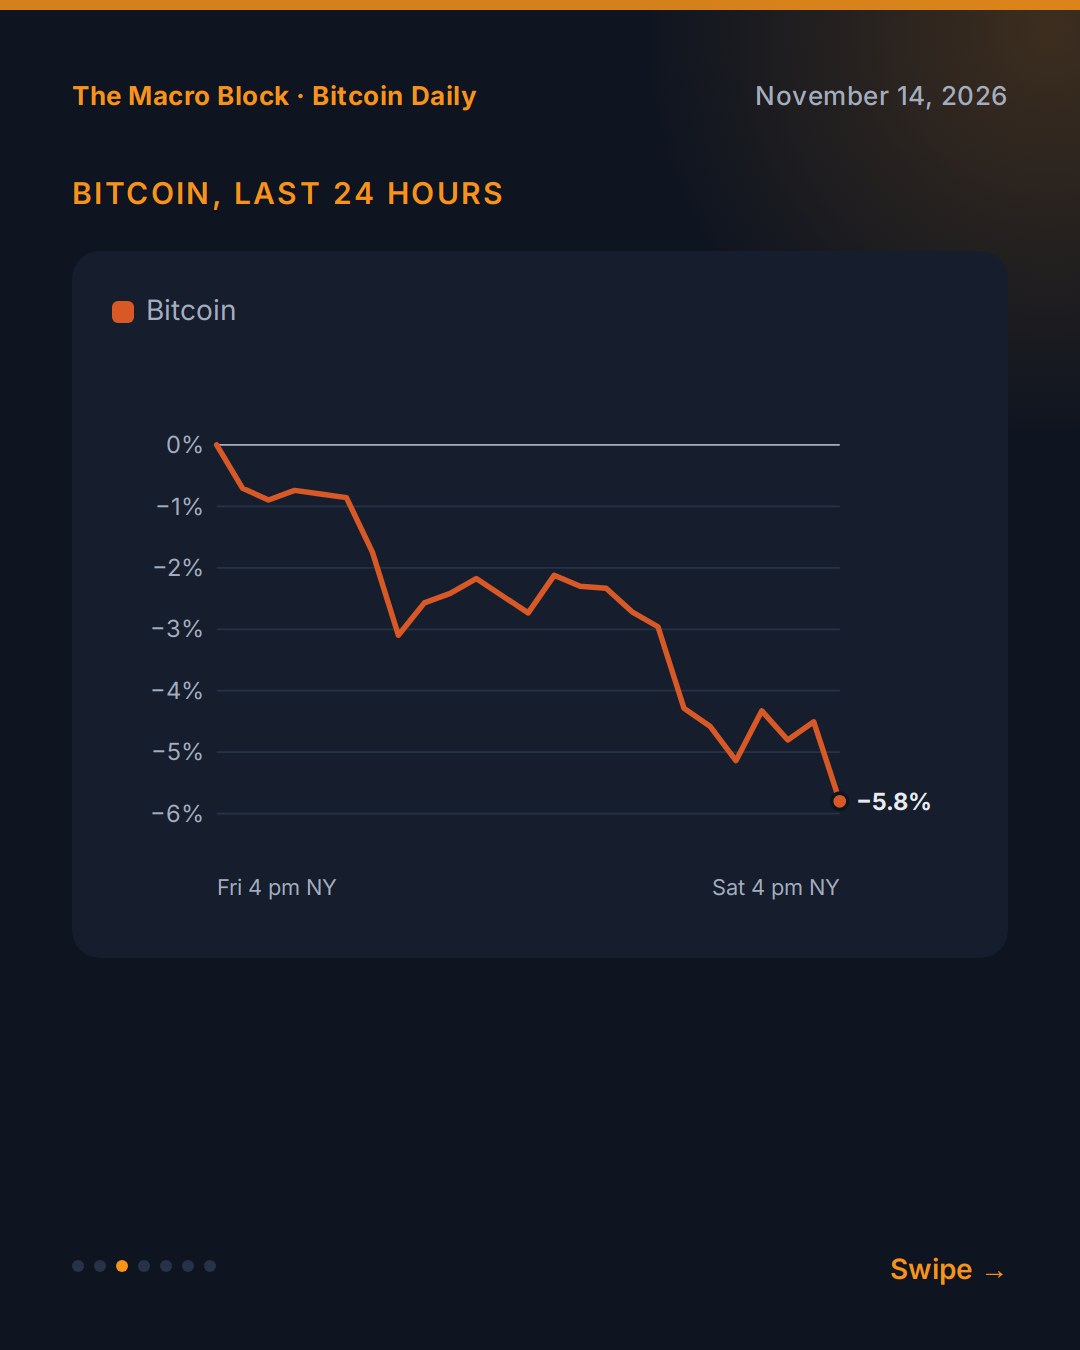 The Macro Block · Bitcoin Daily
November 14, 2026
BITCOIN, LAST 24 HOURS
Bitcoin
0%
−1%
−2%
−3%
−4%
−5%
−5.8%
−6%
Fri 4 pm NY
Sat 4 pm NY
Swipe →